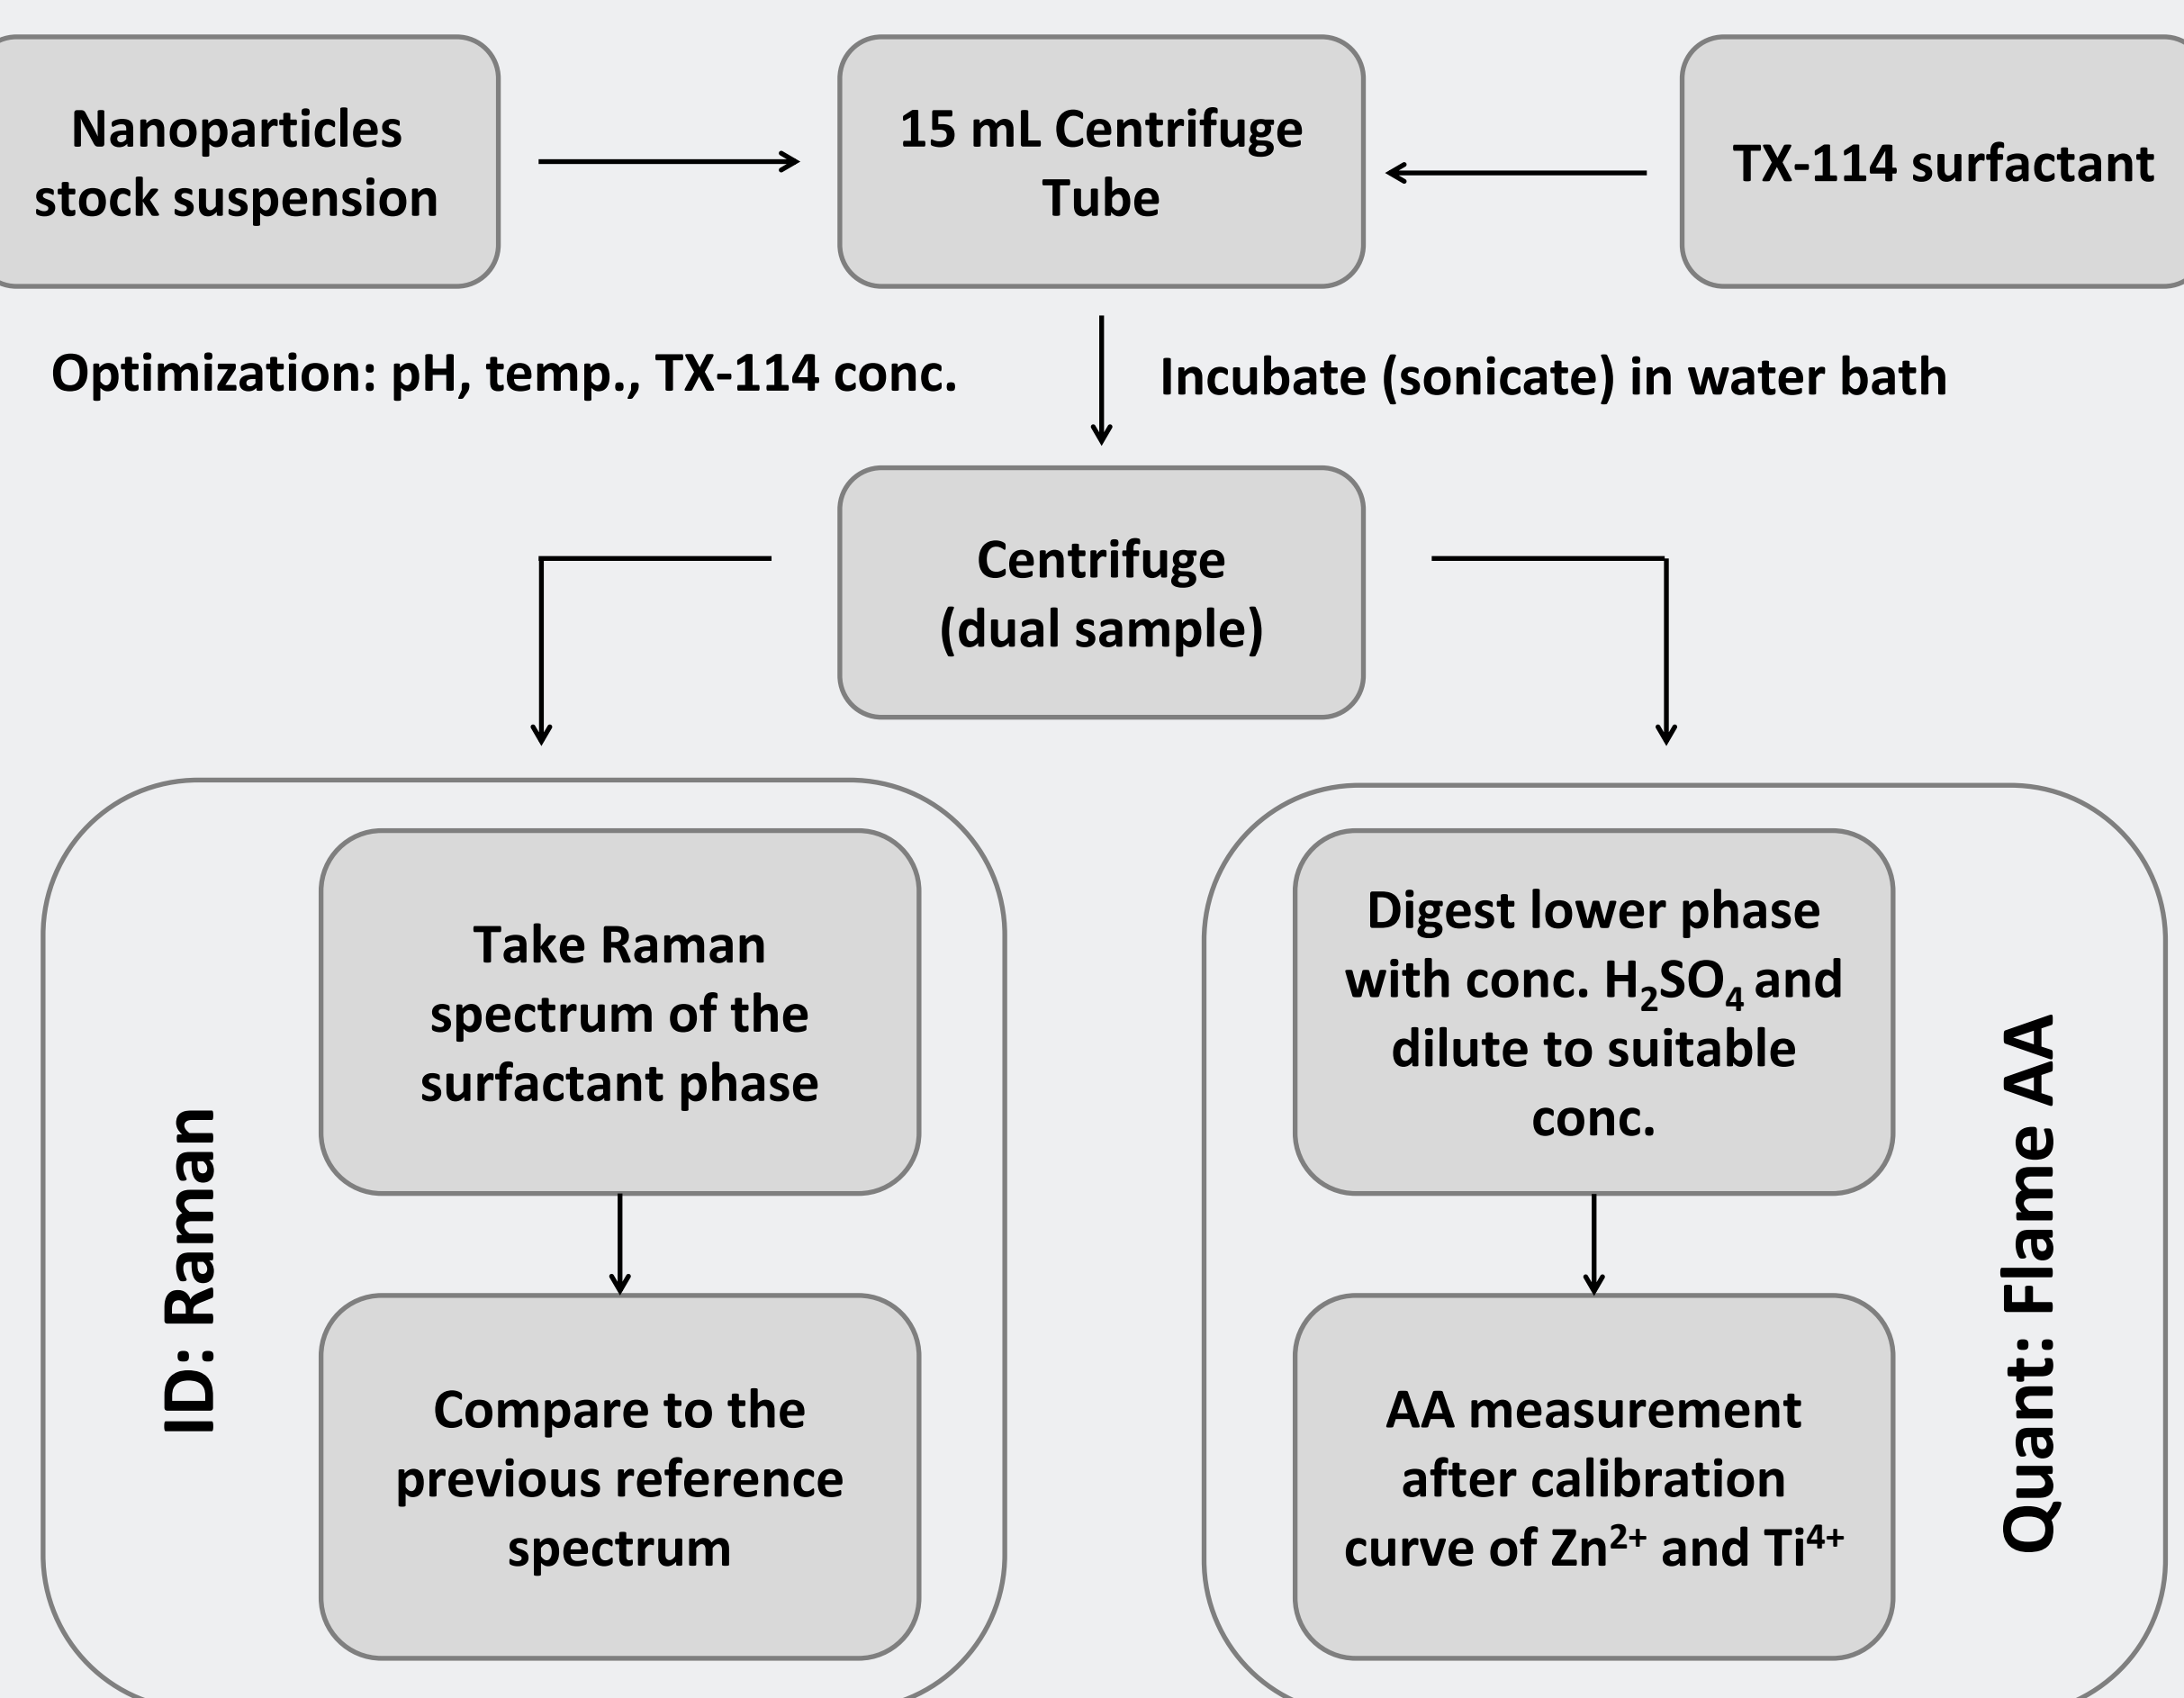 Nanoparticles
stock suspension
15 mL Centrifuge
Tube
TX-114 surfactant
Optimization: pH, temp., TX-114 conc.
Incubate (sonicate) in water bath
Centrifuge
(dual sample)
ID: Raman
Take Raman
spectrum of the
surfactant phase
Compare to the
previous reference
spectrum
Digest lower phase
with conc. H₂SO₄ and
dilute to suitable
conc.
AA measurement
after calibration
curve of Zn²⁺ and Ti⁴⁺
Quant: Flame AA